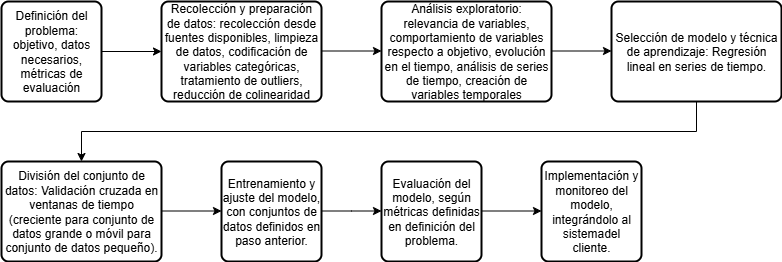 Definición del
problema:
objetivo, datos
necesarios,
métricas de
evaluación
Recolección y preparación
de datos: recolección desde
fuentes disponibles, limpieza
de datos, codificación de
variables categóricas,
tratamiento de outliers,
reducción de colinearidad
Análisis exploratorio:
relevancia de variables,
comportamiento de variables
respecto a objetivo, evolución
en el tiempo, análisis de series
de tiempo, creación de
variables temporales
Selección de modelo y técnica
de aprendizaje: Regresión
lineal en series de tiempo.
División del conjunto de
datos: Validación cruzada en
ventanas de tiempo
(creciente para conjunto de
datos grande o móvil para
conjunto de datos pequeño).
Entrenamiento y
ajuste del modelo,
con conjuntos de
datos definidos en
paso anterior.
Evaluación del
modelo, según
métricas definidas
en definición del
problema.
Implementación y
monitoreo del
modelo,
integrándolo al
sistemadel
cliente.